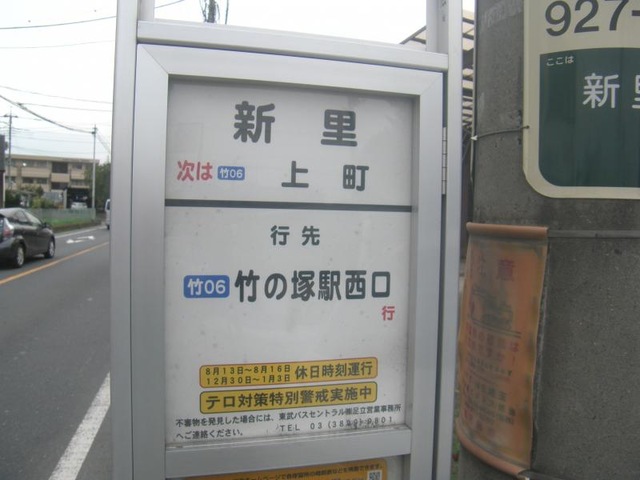 新里
次は 竹06 上町
行先
竹06 竹の塚駅西口
行
8月13日〜8月16日
12月30日〜1月3日 休日時刻運行
テロ対策特別警戒実施中
不審物を発見した場合には、東武バスセントラル㈱足立営業事務所
へご連絡ください。
927-
ここは
新里
注意